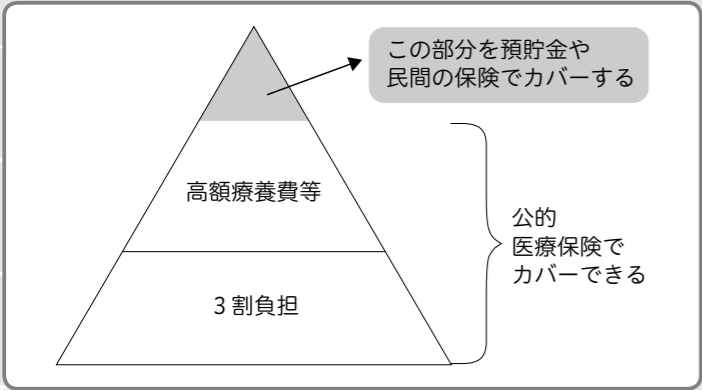 この部分を預貯金や
民間の保険でカバーする
高額療養費等
公的
医療保険で
カバーできる
3割負担